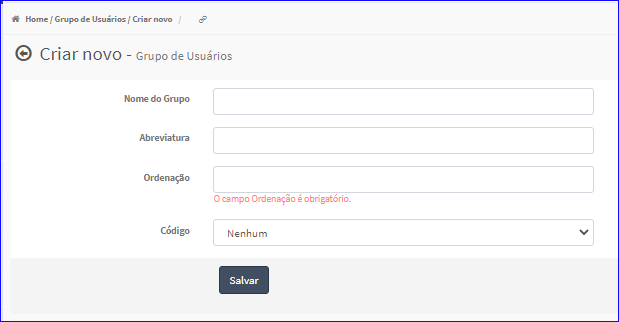 Home / Grupo de Usuários / Criar novo /
Criar novo - Grupo de Usuários
Nome do Grupo
Abreviatura
Ordenação
O campo Ordenação é obrigatório.
Código
Nenhum
Salvar